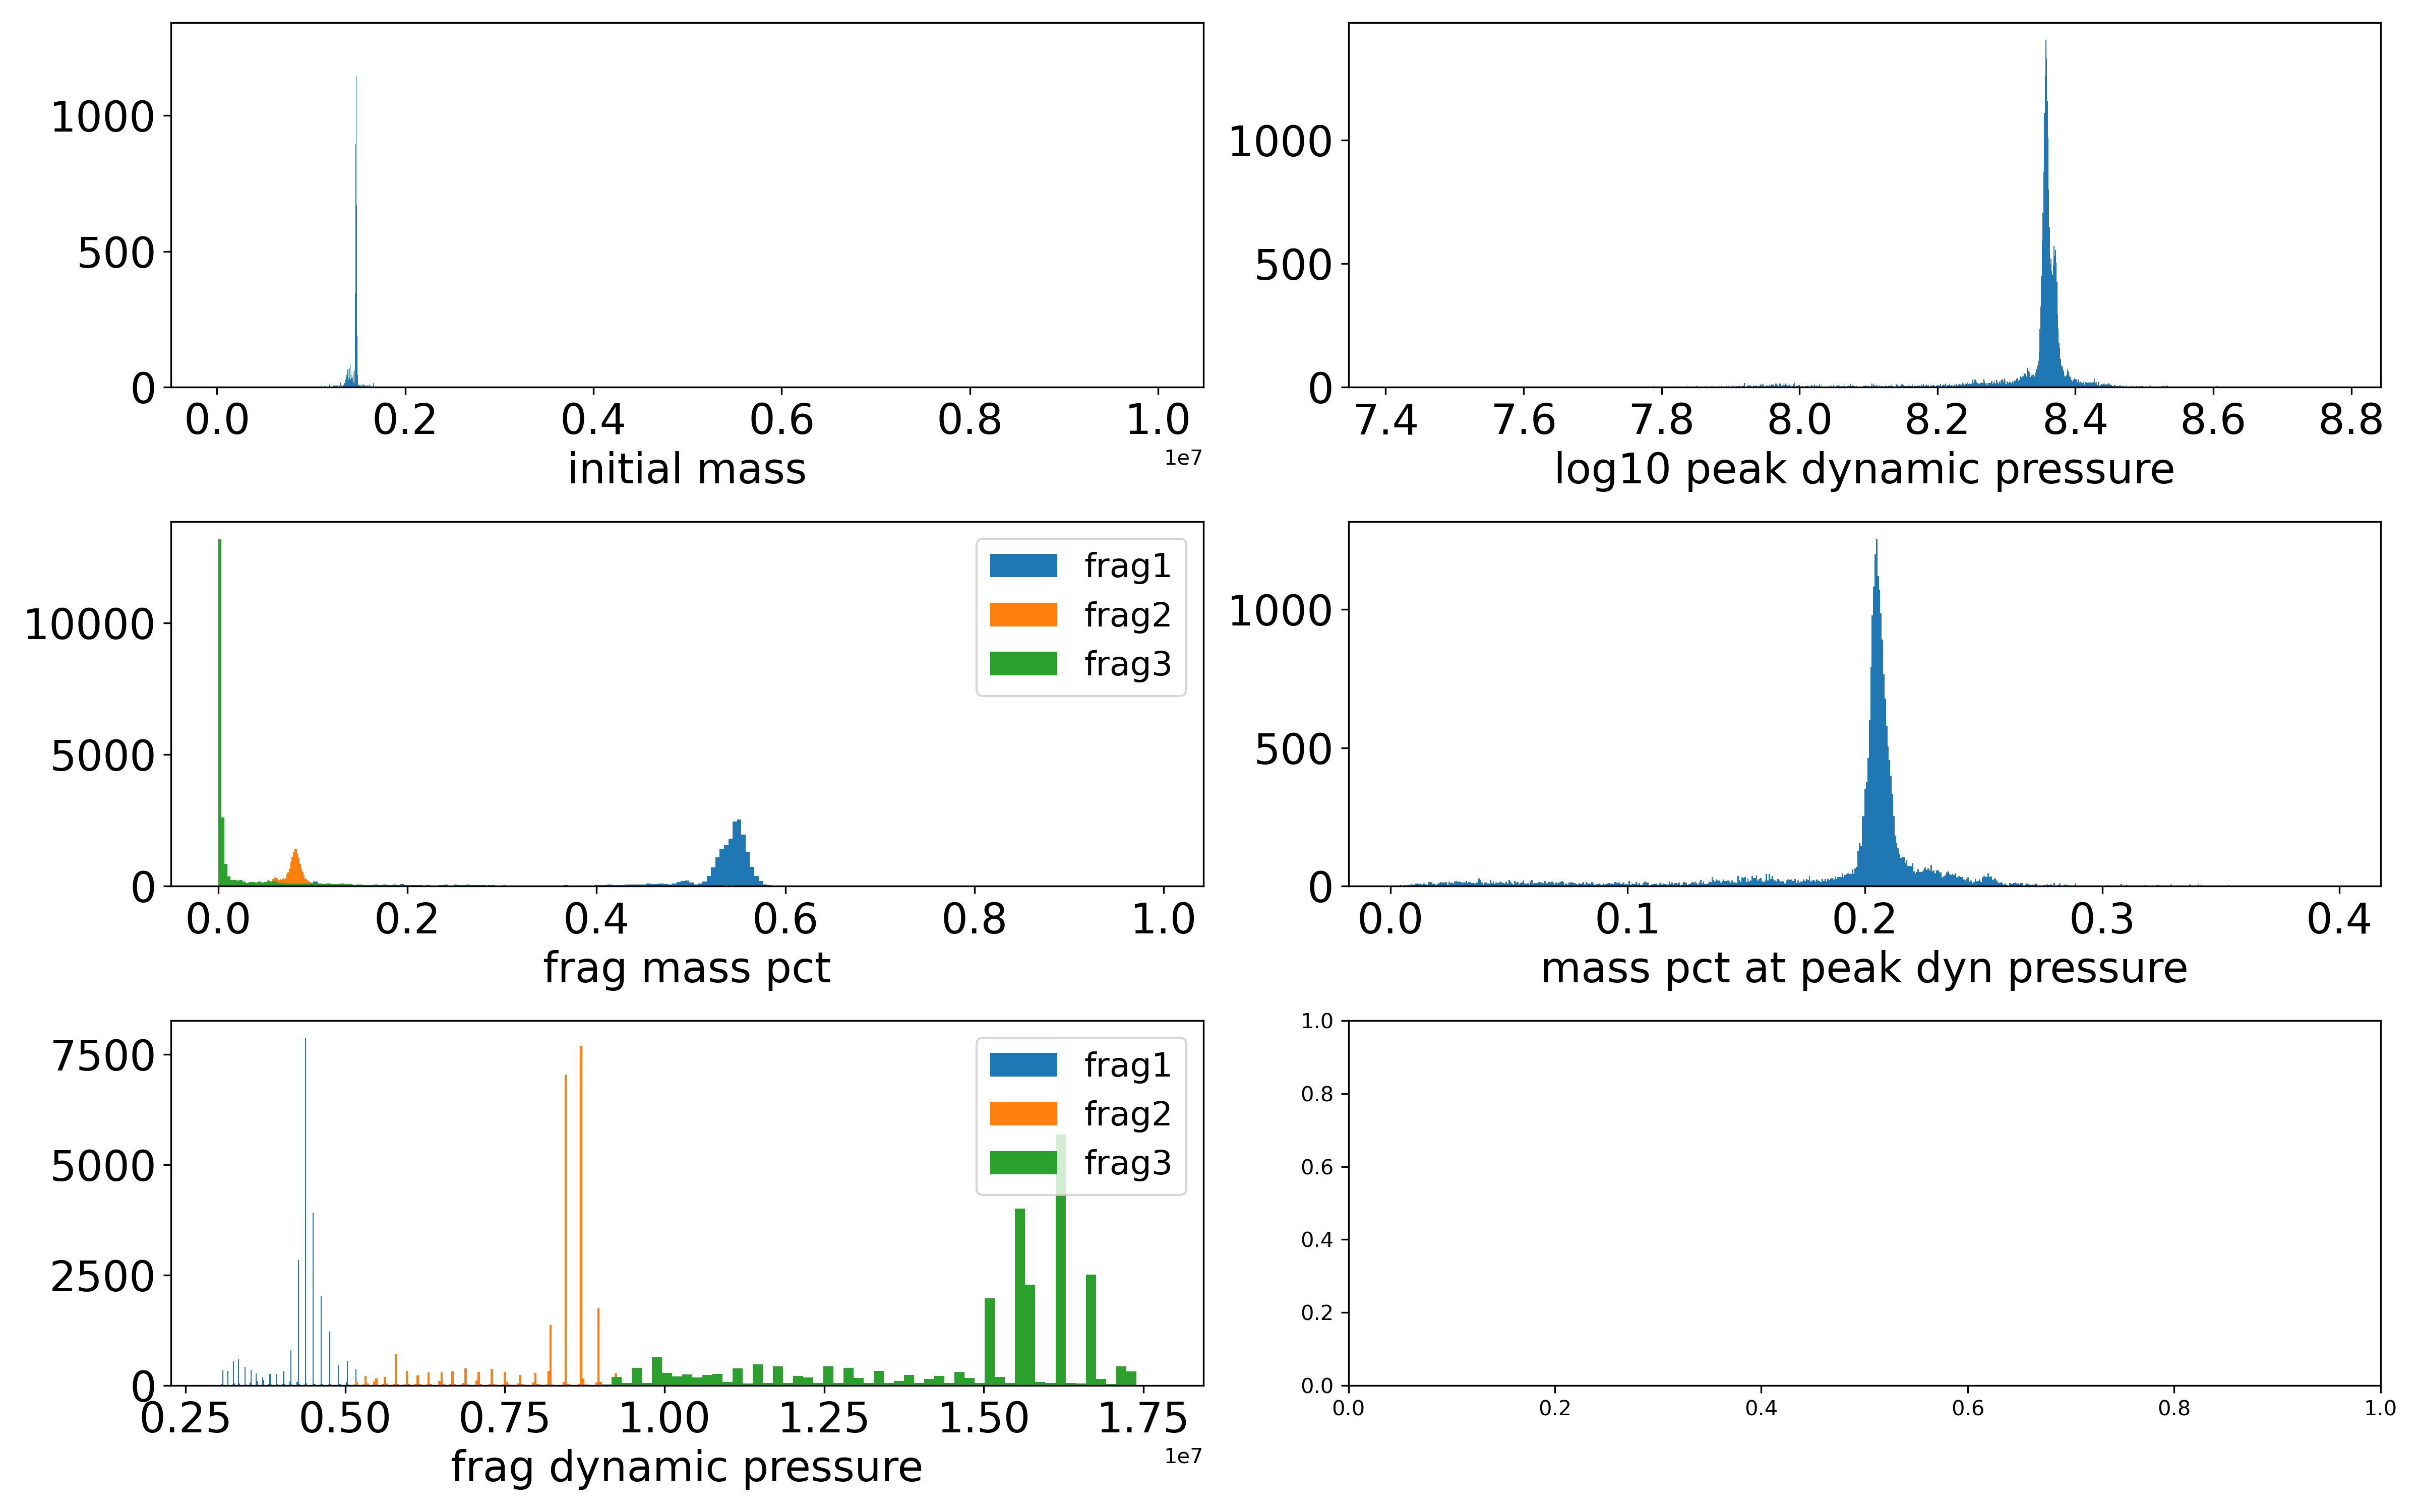 1000
500
0
0.0 0.2 0.4 0.6 0.8 1.0
1e7
initial mass
1000
500
0
7.4 7.6 7.8 8.0 8.2 8.4 8.6 8.8
log10 peak dynamic pressure
10000
5000
0
frag1
frag2
frag3
0.0 0.2 0.4 0.6 0.8 1.0
frag mass pct
1000
500
0
0.0 0.1 0.2 0.3 0.4
mass pct at peak dyn pressure
7500
5000
2500
0
frag1
frag2
frag3
0.25 0.50 0.75 1.00 1.25 1.50 1.75
1e7
frag dynamic pressure
1.0
0.8
0.6
0.4
0.2
0.0
0.0 0.2 0.4 0.6 0.8 1.0